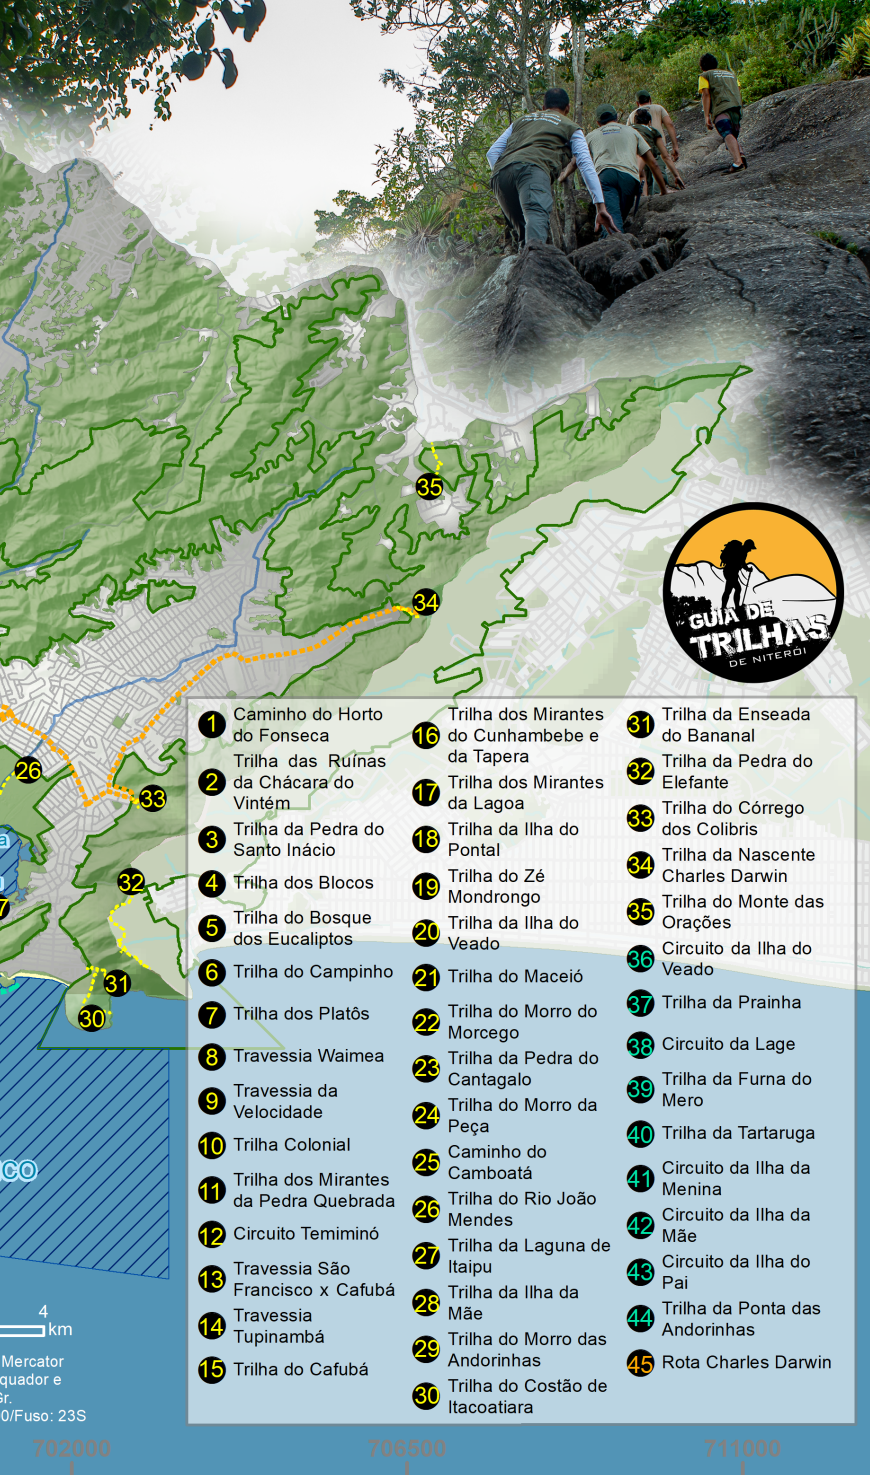 35
34
GUIA DE
TRILHAS
DE NITERÓI
26
33
32
7
31
30
1 Caminho do Horto
do Fonseca
2 Trilha das Ruínas
da Chácara do
Vintém
3 Trilha da Pedra do
Santo Inácio
4 Trilha dos Blocos
5 Trilha do Bosque
dos Eucaliptos
6 Trilha do Campinho
7 Trilha dos Platôs
8 Travessia Waimea
9 Travessia da
Velocidade
10 Trilha Colonial
11 Trilha dos Mirantes
da Pedra Quebrada
12 Circuito Temiminó
13 Travessia São
Francisco x Cafubá
14 Travessia
Tupinambá
15 Trilha do Cafubá
16 Trilha dos Mirantes
do Cunhambebe e
da Tapera
17 Trilha dos Mirantes
da Lagoa
18 Trilha da Ilha do
Pontal
19 Trilha do Zé
Mondrongo
20 Trilha da Ilha do
Veado
21 Trilha do Maceió
22 Trilha do Morro do
Morcego
23 Trilha da Pedra do
Cantagalo
24 Trilha do Morro da
Peça
25 Caminho do
Camboatá
26 Trilha do Rio João
Mendes
27 Trilha da Laguna de
Itaipu
28 Trilha da Ilha da
Mãe
29 Trilha do Morro das
Andorinhas
30 Trilha do Costão de
Itacoatiara
31 Trilha da Enseada
do Bananal
32 Trilha da Pedra do
Elefante
33 Trilha do Córrego
dos Colibris
34 Trilha da Nascente
Charles Darwin
35 Trilha do Monte das
Orações
36 Circuito da Ilha do
Veado
37 Trilha da Prainha
38 Circuito da Lage
39 Trilha da Furna do
Mero
40 Trilha da Tartaruga
41 Circuito da Ilha da
Menina
42 Circuito da Ilha da
Mãe
43 Circuito da Ilha do
Pai
44 Trilha da Ponta das
Andorinhas
45 Rota Charles Darwin
ICO
4
km
Mercator
quador e
Gr.
0/Fuso: 23S
702000
706500
711000